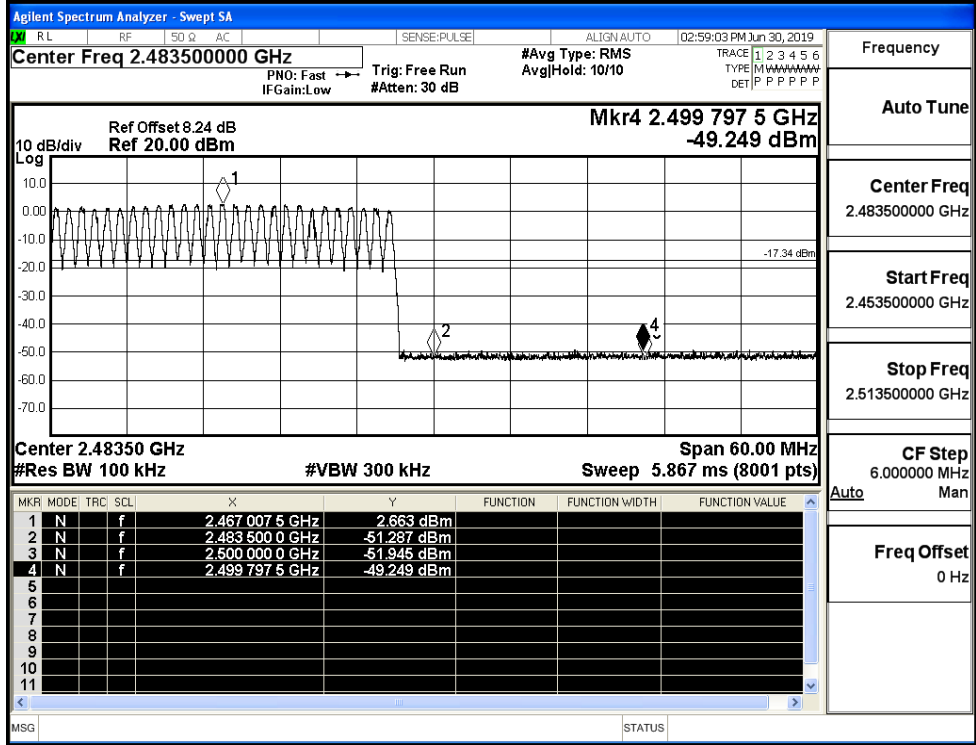 Agilent Spectrum Analyzer - Swept SA
LXI RL RF 50 Ω AC SENSE:PULSE ALIGN AUTO 02:59:03 PM Jun 30, 2019
Center Freq 2.483500000 GHz
PNO: Fast
IFGain:Low
Trig: Free Run
#Atten: 30 dB
#Avg Type: RMS
Avg|Hold: 10/10
TRACE 1 2 3 4 5 6
TYPE M W W W W W
DET P P P P P P
Ref Offset 8.24 dB
10 dB/div Ref 20.00 dBm
Log
Mkr4 2.499 797 5 GHz
-49.249 dBm
10.0
0.00
-10.0
-20.0
-30.0
-40.0
-50.0
-60.0
-70.0
1
2
4
-17.34 dBm
Center 2.48350 GHz Span 60.00 MHz
#Res BW 100 kHz #VBW 300 kHz Sweep 5.867 ms (8001 pts)
MKR MODE TRC SCL X Y FUNCTION FUNCTION WIDTH FUNCTION VALUE
1 N f 2.467 007 5 GHz 2.663 dBm
2 N f 2.483 500 0 GHz -51.287 dBm
3 N f 2.500 000 0 GHz -51.945 dBm
4 N f 2.499 797 5 GHz -49.249 dBm
5
6
7
8
9
10
11
MSG STATUS
Frequency
Auto Tune
Center Freq
2.483500000 GHz
Start Freq
2.453500000 GHz
Stop Freq
2.513500000 GHz
CF Step
6.000000 MHz
Auto Man
Freq Offset
0 Hz